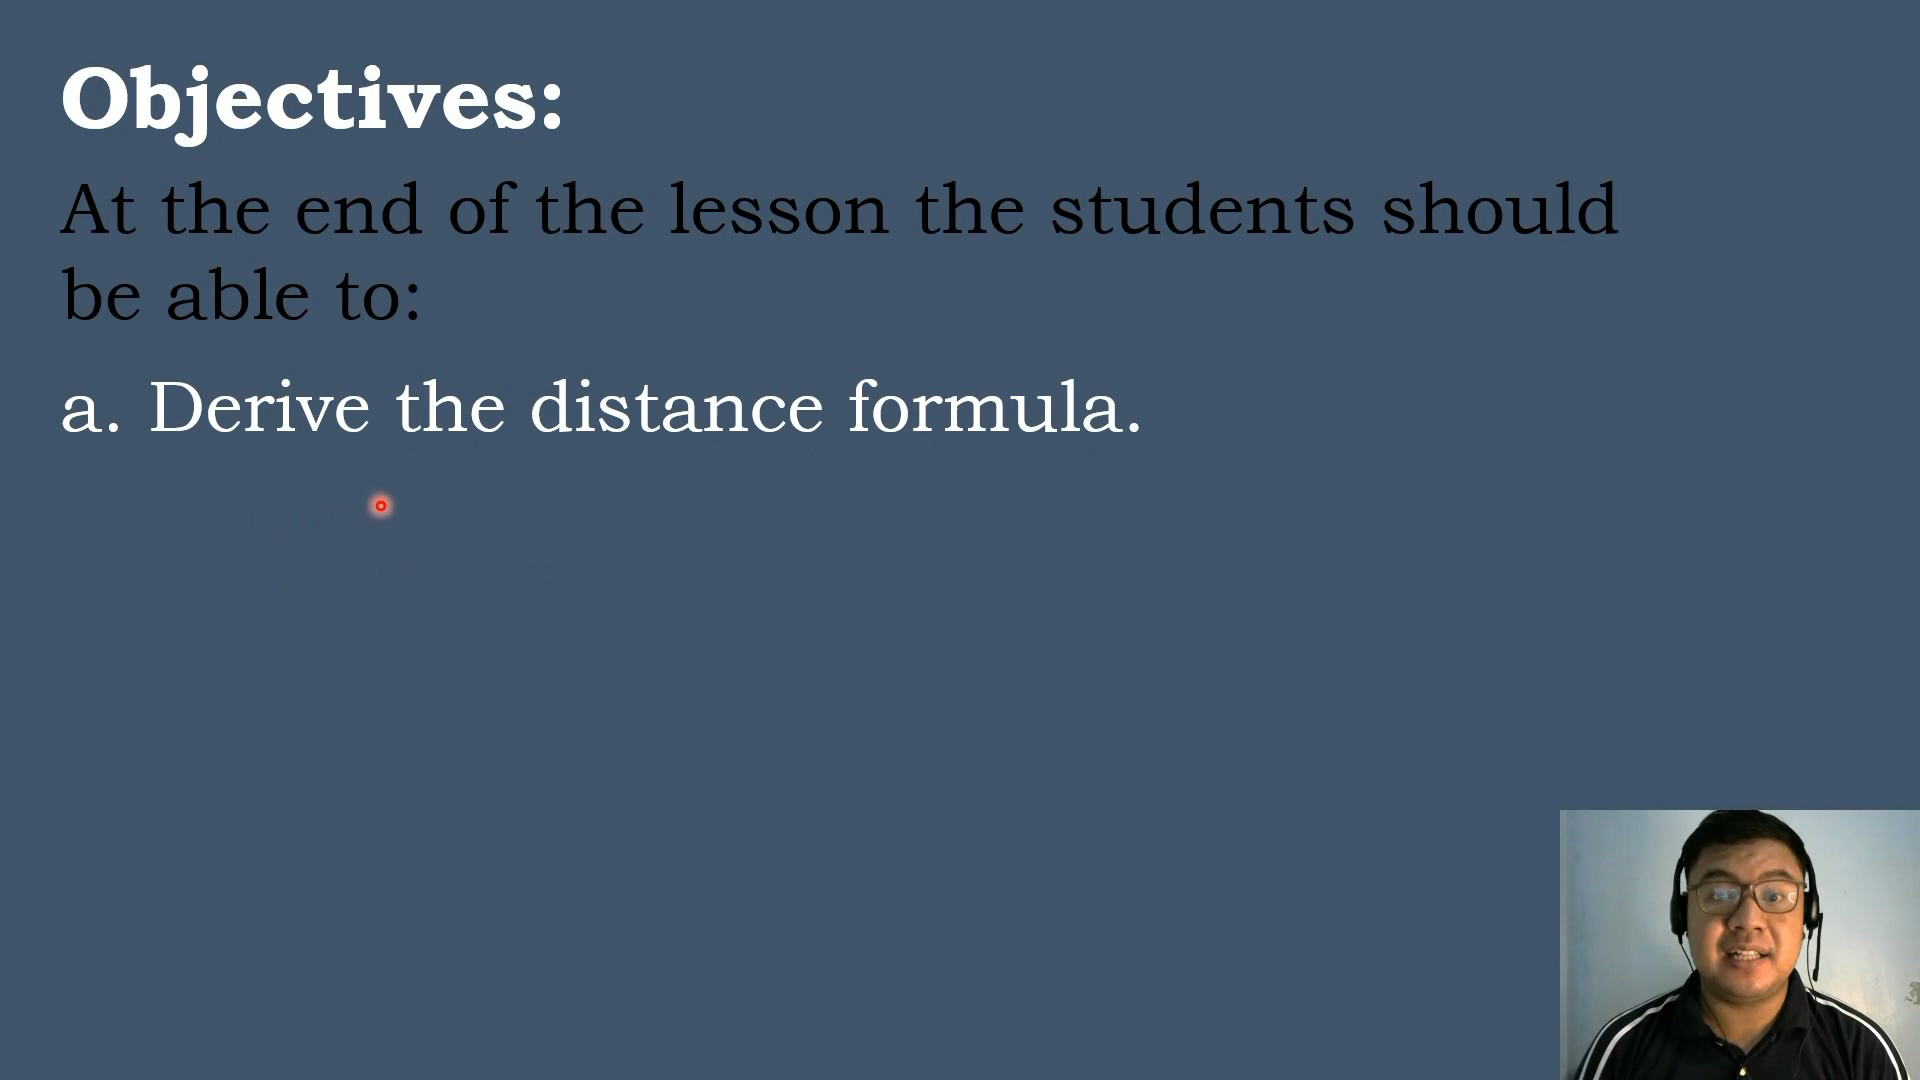 Objectives:
At the end of the lesson the students should
be able to:
a. Derive the distance formula.